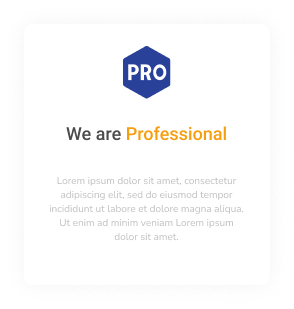 PRO
We are Professional
Lorem ipsum dolor sit amet, consectetur
adipiscing elit, sed do eiusmod tempor
incididunt ut labore et dolore magna aliqua.
Ut enim ad minim veniam Lorem ipsum
dolor sit amet.